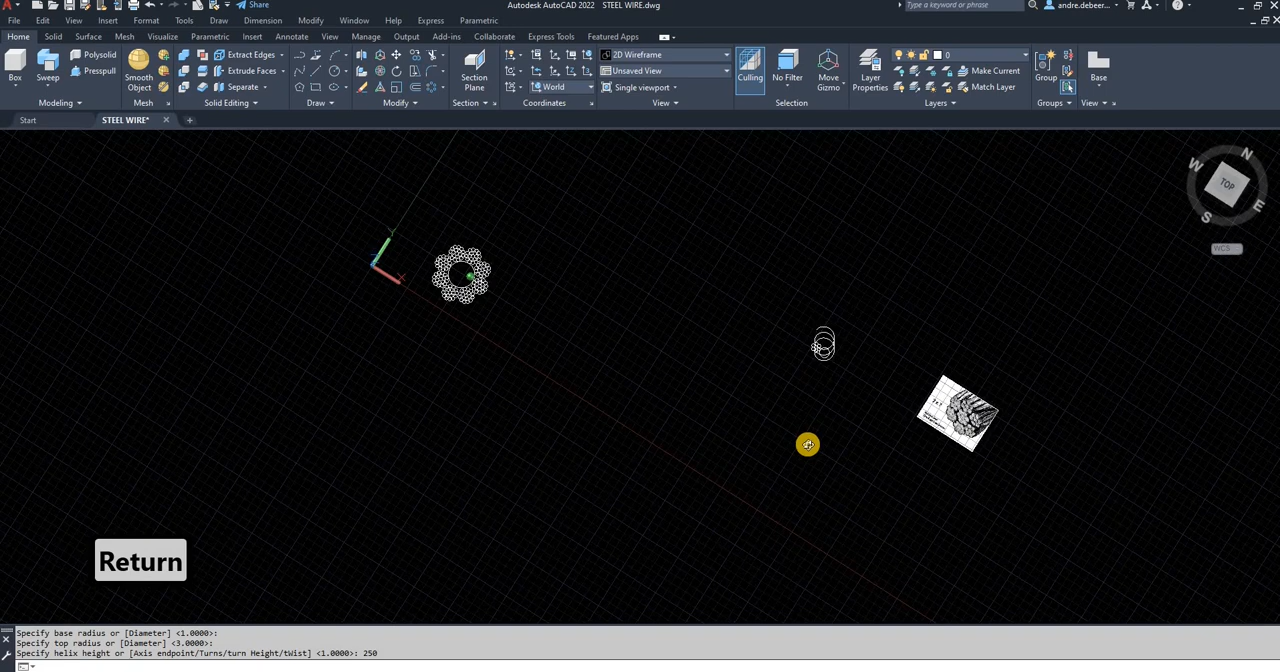 Share
Autodesk AutoCAD 2022 STEEL WIRE.dwg
Type a keyword or phrase
andre.debeer...
File Edit View Insert Format Tools Draw Dimension Modify Window Help Express Parametric
Home Solid Surface Mesh Visualize Parametric Insert Annotate View Manage Output Add-ins Collaborate Express Tools Featured Apps
Box
Sweep
Polysolid
Presspull
Modeling
Smooth Object
Mesh
Extract Edges
Extrude Faces
Separate
Solid Editing
Draw
Modify
Section Plane
Section
World
Coordinates
2D Wireframe
Unsaved View
Single viewport
View
Culling
No Filter
Move Gizmo
Selection
Layer Properties
0
Make Current
Match Layer
Layers
Group
Groups
Base
View
Start
STEEL WIRE*
N
W
TOP
E
S
WCS
Y
X
Return
Specify base radius or [Diameter] <1.0000>:
Specify top radius or [Diameter] <3.0000>:
Specify helix height or [Axis endpoint/Turns/turn Height/tWist] <1.0000>: 250